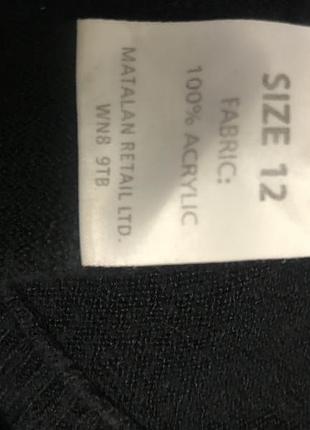 SIZE 12
FABRIC:
100% ACRYLIC
MATALAN RETAIL LTD.
WN8 9TB